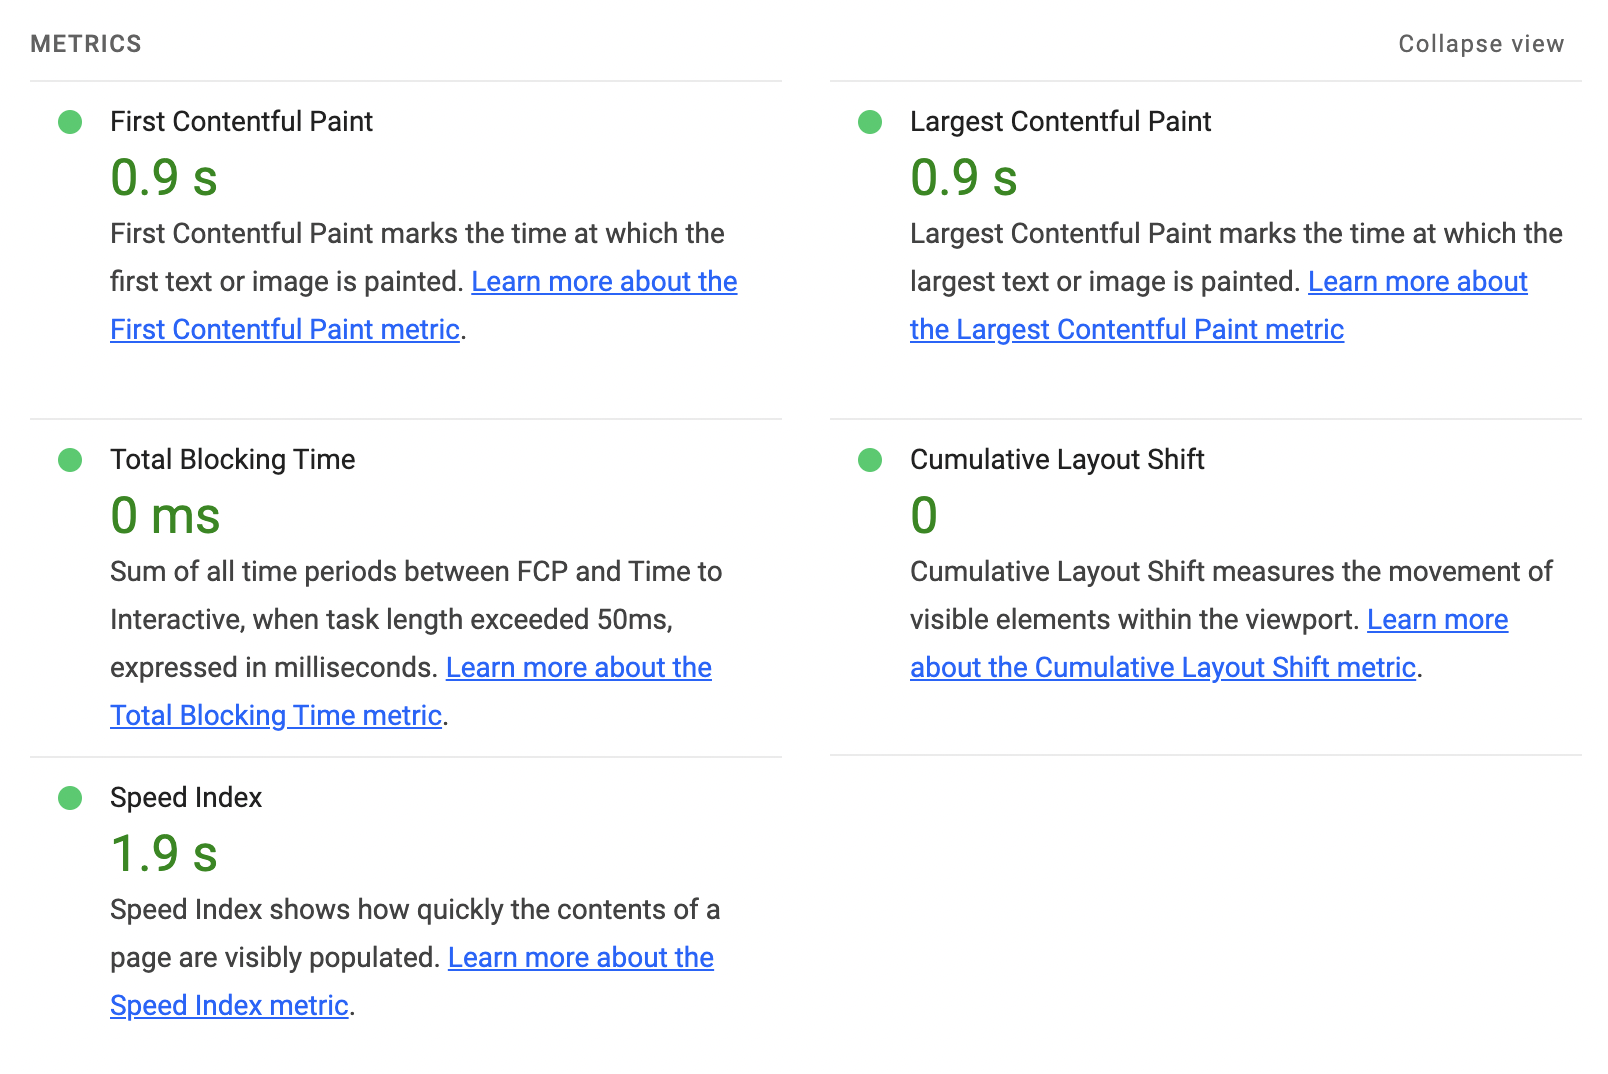 METRICS
Collapse view
First Contentful Paint
0.9 s
First Contentful Paint marks the time at which the
first text or image is painted. Learn more about the
First Contentful Paint metric.
Largest Contentful Paint
0.9 s
Largest Contentful Paint marks the time at which the
largest text or image is painted. Learn more about
the Largest Contentful Paint metric
Total Blocking Time
0 ms
Sum of all time periods between FCP and Time to
Interactive, when task length exceeded 50ms,
expressed in milliseconds. Learn more about the
Total Blocking Time metric.
Cumulative Layout Shift
0
Cumulative Layout Shift measures the movement of
visible elements within the viewport. Learn more
about the Cumulative Layout Shift metric.
Speed Index
1.9 s
Speed Index shows how quickly the contents of a
page are visibly populated. Learn more about the
Speed Index metric.